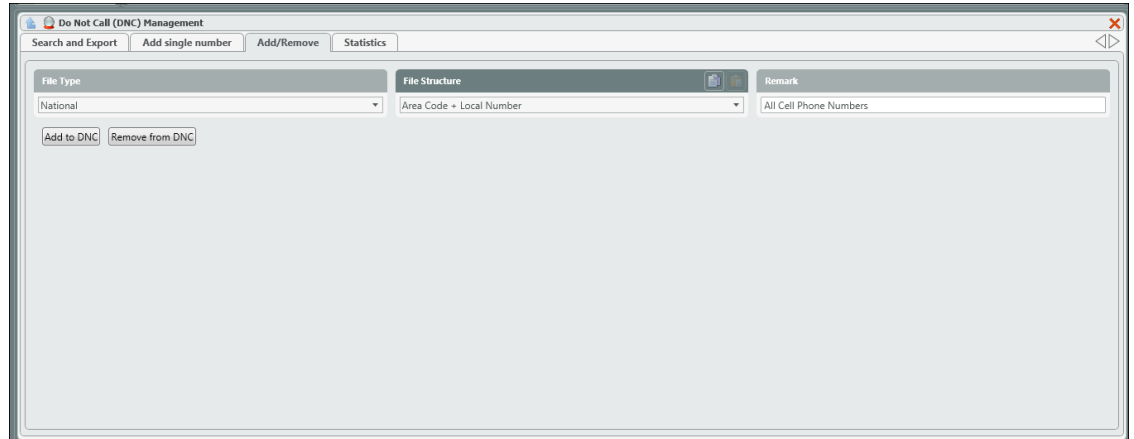 Do Not Call (DNC) Management
Search and Export Add single number Add/Remove Statistics
File Type File Structure Remark
National Area Code + Local Number All Cell Phone Numbers
Add to DNC Remove from DNC